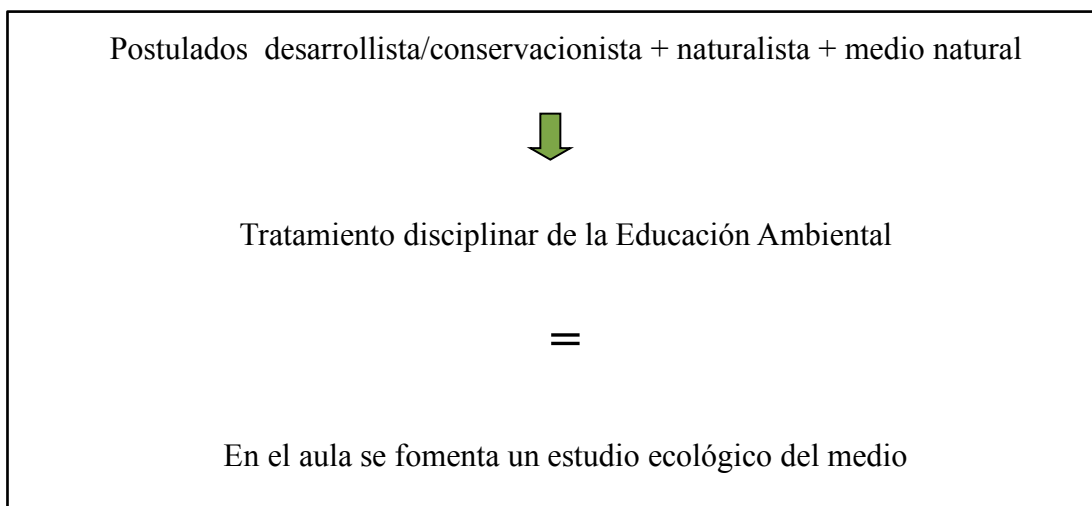 Postulados desarrollista/conservacionista + naturalista + medio natural
Tratamiento disciplinar de la Educación Ambiental
=
En el aula se fomenta un estudio ecológico del medio